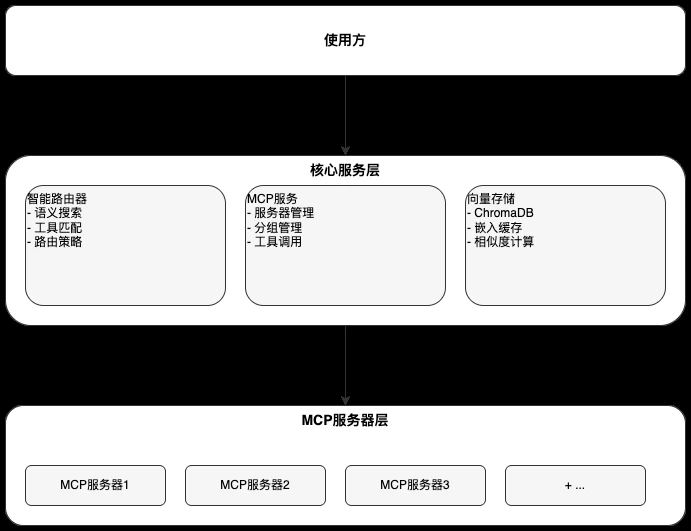 使用方
核心服务层
智能路由器
- 语义搜索
- 工具匹配
- 路由策略
MCP服务
- 服务器管理
- 分组管理
- 工具调用
向量存储
- ChromaDB
- 嵌入缓存
- 相似度计算
MCP服务器层
MCP服务器1
MCP服务器2
MCP服务器3
+ ...